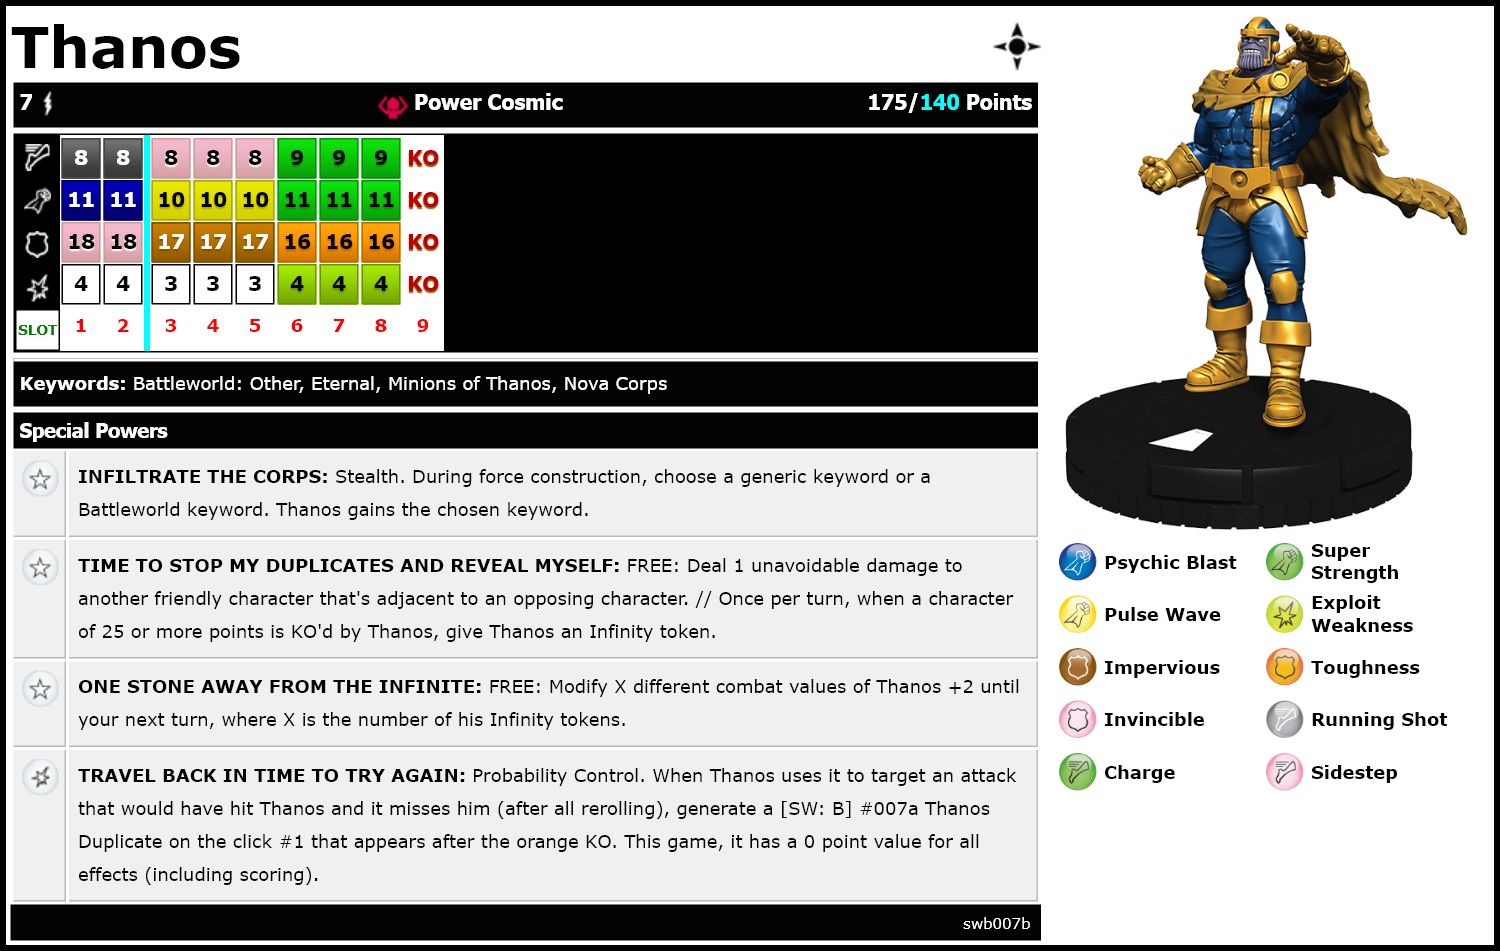 Thanos
7 Power Cosmic 175/140 Points
8 8 8 8 8 9 9 9 KO
11 11 10 10 10 11 11 11 KO
18 18 17 17 17 16 16 16 KO
4 4 3 3 3 4 4 4 KO
SLOT 1 2 3 4 5 6 7 8 9
Keywords: Battleworld: Other, Eternal, Minions of Thanos, Nova Corps
Special Powers
INFILTRATE THE CORPS: Stealth. During force construction, choose a generic keyword or a
Battleworld keyword. Thanos gains the chosen keyword.
TIME TO STOP MY DUPLICATES AND REVEAL MYSELF: FREE: Deal 1 unavoidable damage to
another friendly character that's adjacent to an opposing character. // Once per turn, when a character
of 25 or more points is KO'd by Thanos, give Thanos an Infinity token.
ONE STONE AWAY FROM THE INFINITE: FREE: Modify X different combat values of Thanos +2 until
your next turn, where X is the number of his Infinity tokens.
TRAVEL BACK IN TIME TO TRY AGAIN: Probability Control. When Thanos uses it to target an attack
that would have hit Thanos and it misses him (after all rerolling), generate a [SW: B] #007a Thanos
Duplicate on the click #1 that appears after the orange KO. This game, it has a 0 point value for all
effects (including scoring).
swb007b
Psychic Blast
Super
Strength
Pulse Wave
Exploit
Weakness
Impervious
Toughness
Invincible
Running Shot
Charge
Sidestep